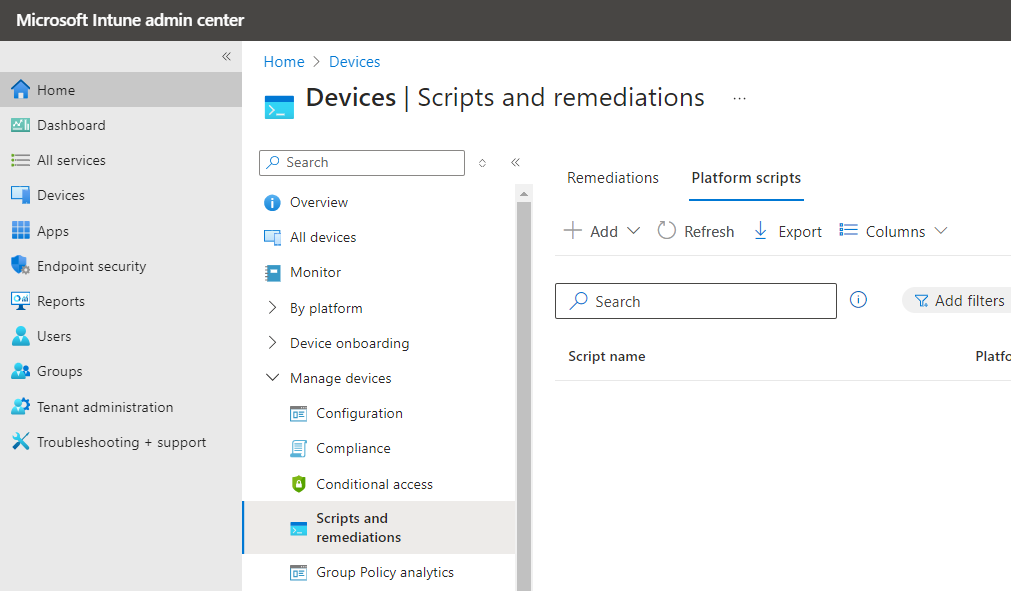 Microsoft Intune admin center
Home
Dashboard
All services
Devices
Apps
Endpoint security
Reports
Users
Groups
Tenant administration
Troubleshooting + support
Home > Devices
Devices | Scripts and remediations ...
Search
Overview
All devices
Monitor
By platform
Device onboarding
Manage devices
Configuration
Compliance
Conditional access
Scripts and
remediations
Group Policy analytics
Remediations Platform scripts
Add Refresh Export Columns
Search Add filters
Script name Platfo